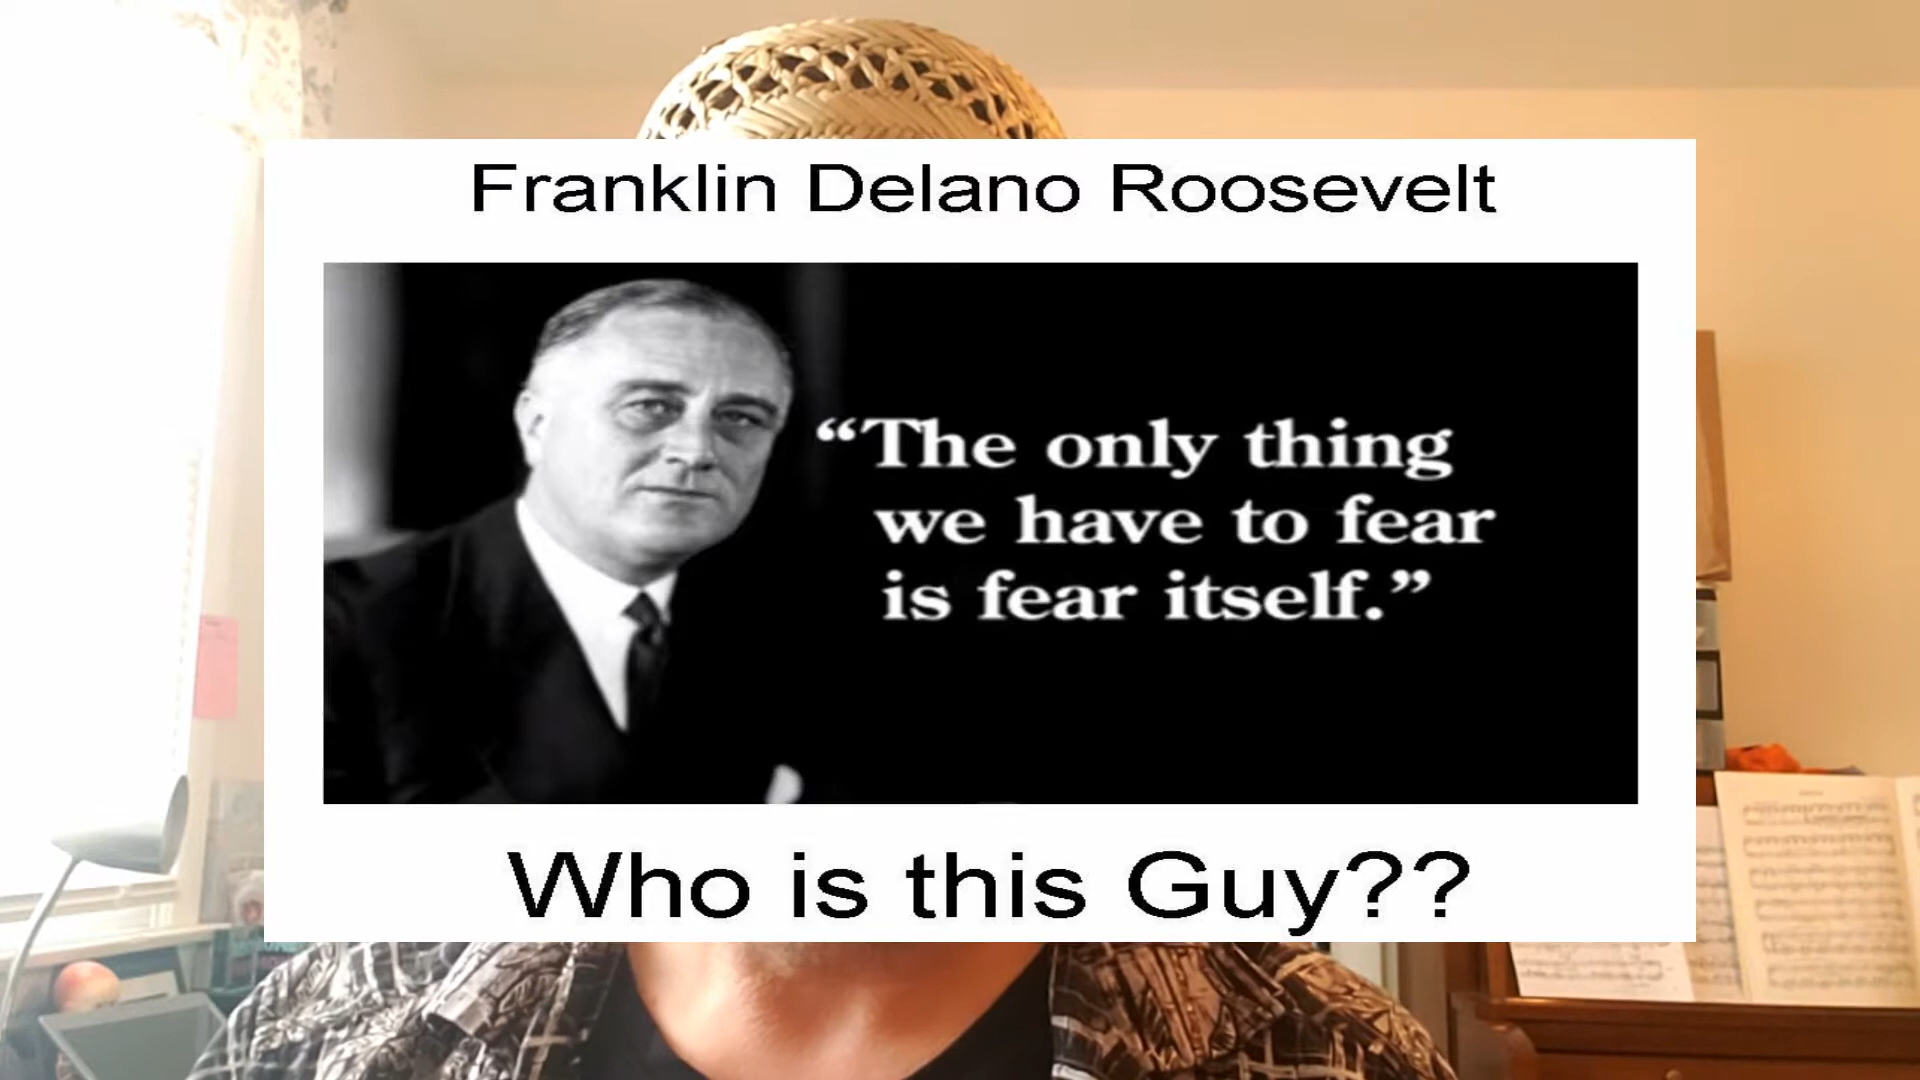 Franklin Delano Roosevelt
“The only thing
we have to fear
is fear itself.”
Who is this Guy??